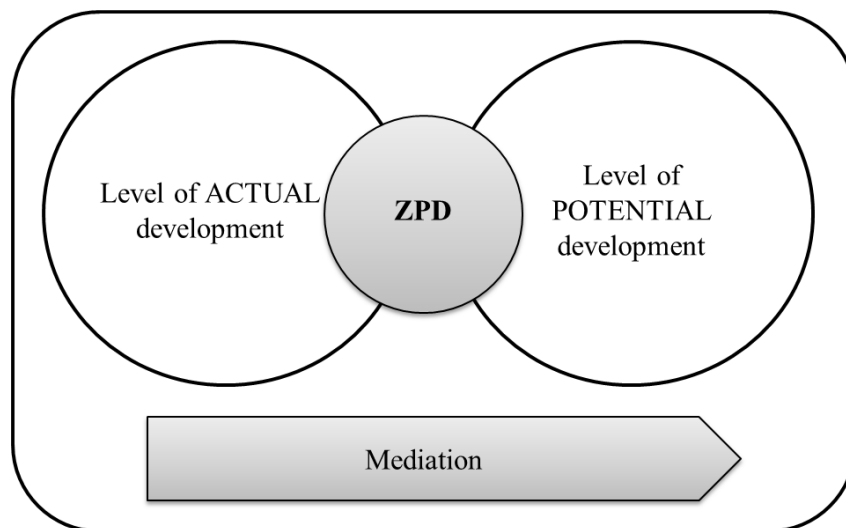 Level of ACTUAL
development
ZPD
Level of
POTENTIAL
development
Mediation